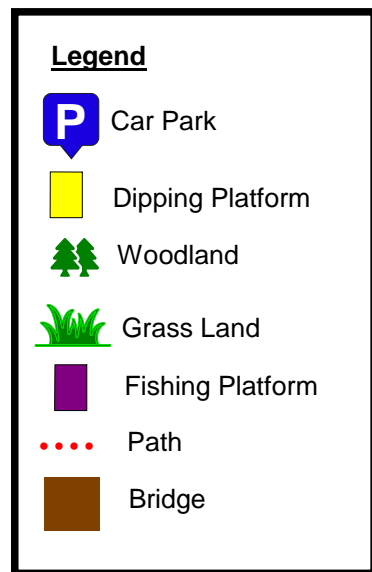 Legend
P Car Park
Dipping Platform
Woodland
Grass Land
Fishing Platform
Path
Bridge